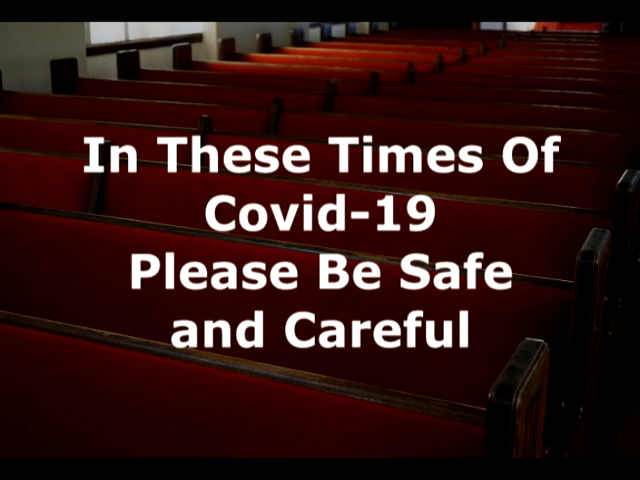 In These Times Of
Covid-19
Please Be Safe
and Careful